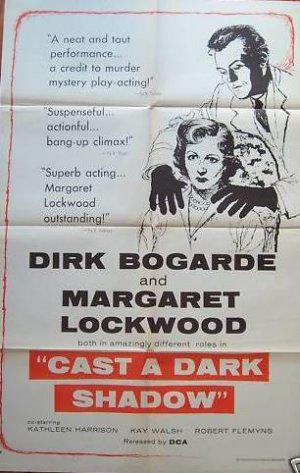 "A neat and taut
performance...
a credit to murder
mystery play-acting!"
"Suspenseful...
actionful...
bang-up climax!"
"Superb acting...
Margaret
Lockwood
outstanding!"
DIRK BOGARDE
and
MARGARET
LOCKWOOD
both in amazingly different roles in
"CAST A DARK
SHADOW"
co-starring
KATHLEEN HARRISON KAY WALSH ROBERT FLEMYNG
Released by DCA